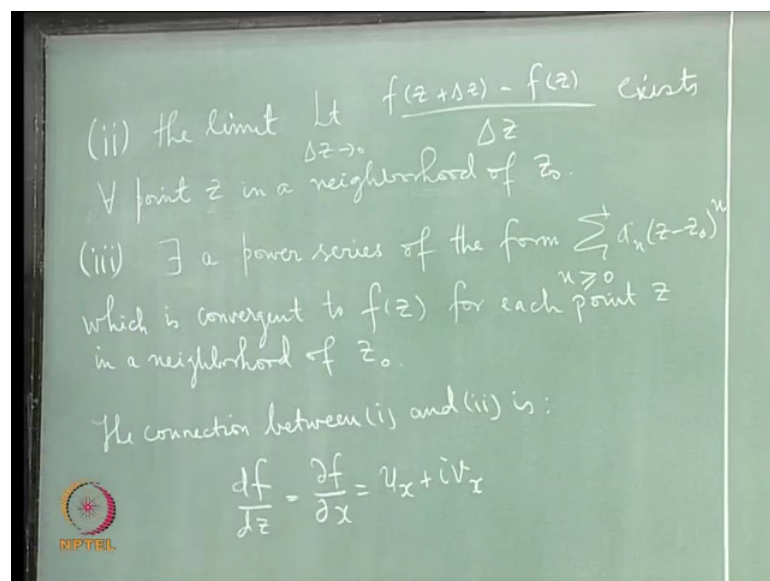 (ii) the limit Lt Δz→0 (f(z+Δz) - f(z))/Δz exists
∀ point z in a neighborhood of z₀.
(iii) ∃ a power series of the form ∑ n≥0 aₙ(z-z₀)ⁿ
which is convergent to f(z) for each point z
in a neighborhood of z₀.
The connection between (i) and (ii) is:
df/dz = ∂f/∂x = uₓ + ivₓ
NPTEL